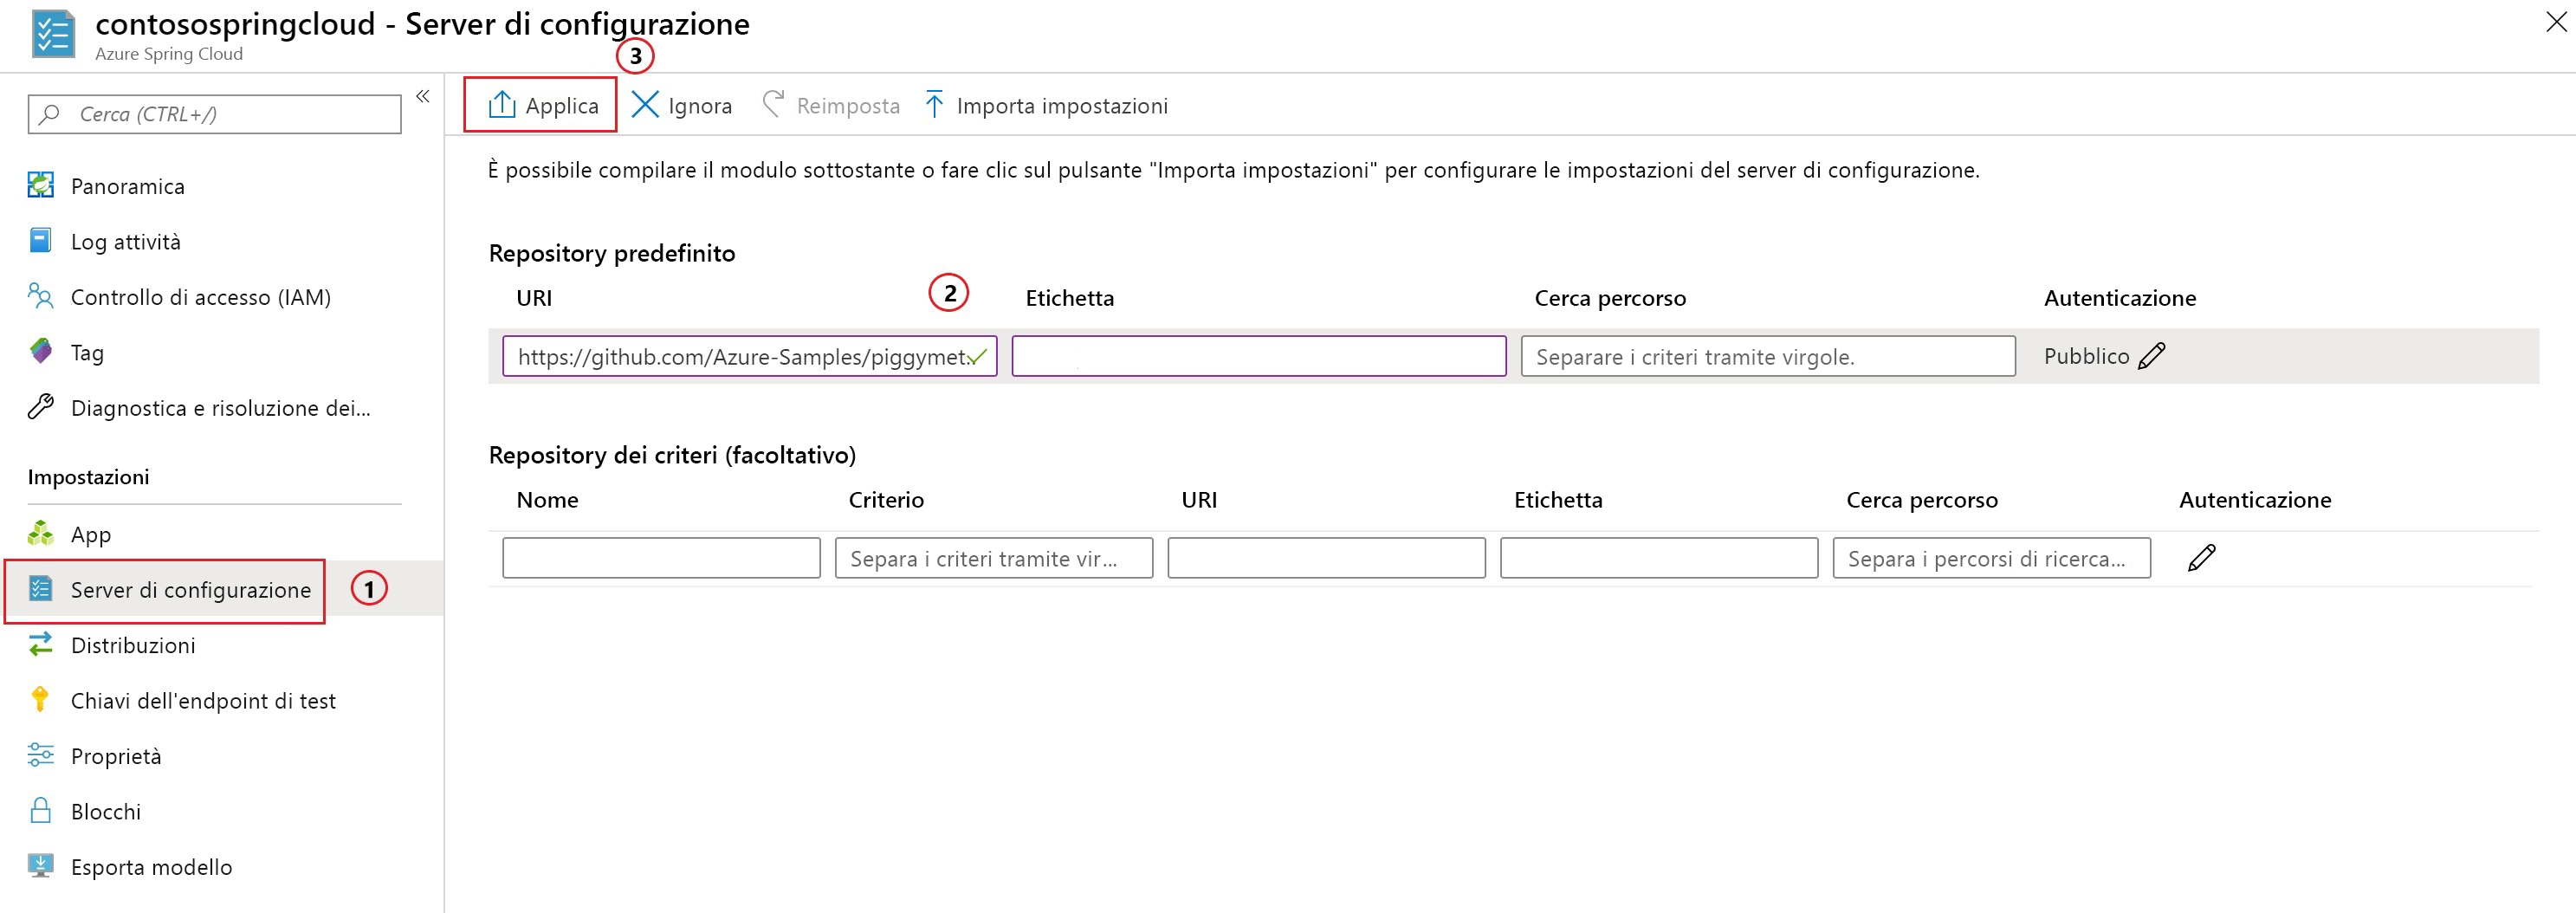 contosospringcloud - Server di configurazione
Azure Spring Cloud
3
Cerca (CTRL+/)
«
Applica
Ignora
Reimposta
Importa impostazioni
Panoramica
Log attività
Controllo di accesso (IAM)
Tag
Diagnostica e risoluzione dei...
Impostazioni
App
Server di configurazione
1
Distribuzioni
Chiavi dell'endpoint di test
Proprietà
Blocchi
Esporta modello
È possibile compilare il modulo sottostante o fare clic sul pulsante "Importa impostazioni" per configurare le impostazioni del server di configurazione.
Repository predefinito
URI 2 Etichetta Cerca percorso Autenticazione
https://github.com/Azure-Samples/piggymet.. Separare i criteri tramite virgole. Pubblico
Repository dei criteri (facoltativo)
Nome Criterio URI Etichetta Cerca percorso Autenticazione
Separa i criteri tramite vir... Separa i percorsi di ricerca...